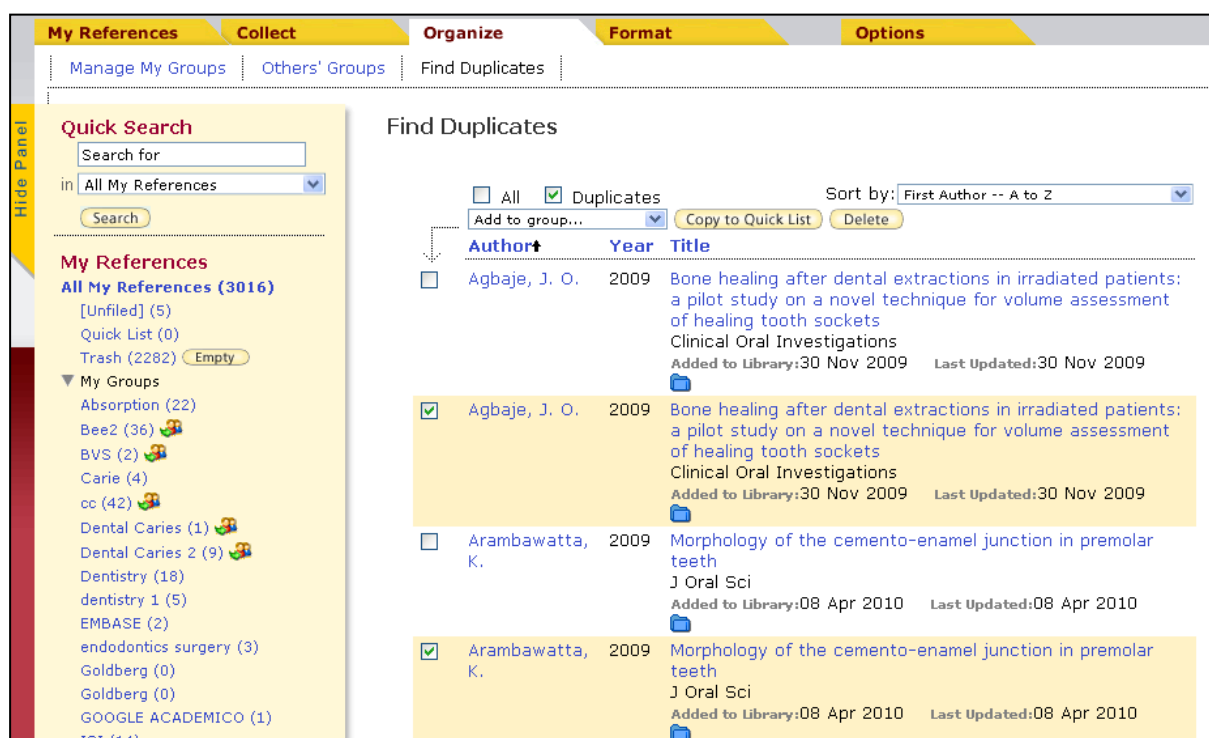 My References Collect Organize Format Options
Manage My Groups Others' Groups Find Duplicates
Hide Panel
Quick Search
Search for
in All My References
Search
My References
All My References (3016)
[Unfiled] (5)
Quick List (0)
Trash (2282) Empty
My Groups
Absorption (22)
Bee2 (36)
BVS (2)
Carie (4)
cc (42)
Dental Caries (1)
Dental Caries 2 (9)
Dentistry (18)
dentistry 1 (5)
EMBASE (2)
endodontics surgery (3)
Goldberg (0)
Goldberg (0)
GOOGLE ACADEMICO (1)
Find Duplicates
All Duplicates Sort by: First Author -- A to Z
Add to group... Copy to Quick List Delete
Author Year Title
Agbaje, J. O. 2009 Bone healing after dental extractions in irradiated patients:
a pilot study on a novel technique for volume assessment
of healing tooth sockets
Clinical Oral Investigations
Added to Library:30 Nov 2009 Last Updated:30 Nov 2009
Agbaje, J. O. 2009 Bone healing after dental extractions in irradiated patients:
a pilot study on a novel technique for volume assessment
of healing tooth sockets
Clinical Oral Investigations
Added to Library:30 Nov 2009 Last Updated:30 Nov 2009
Arambawatta, 2009 Morphology of the cemento-enamel junction in premolar
K. teeth
J Oral Sci
Added to Library:08 Apr 2010 Last Updated:08 Apr 2010
Arambawatta, 2009 Morphology of the cemento-enamel junction in premolar
K. teeth
J Oral Sci
Added to Library:08 Apr 2010 Last Updated:08 Apr 2010